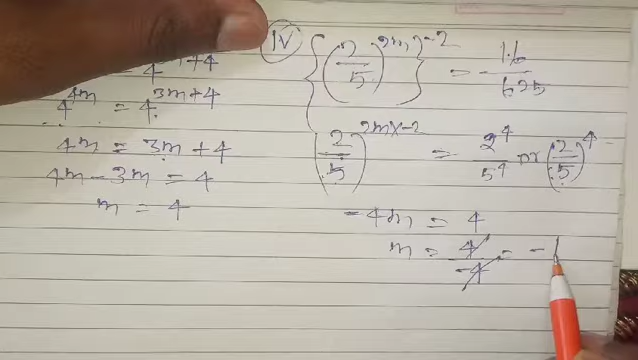 4^{4m} = 4^{3m+4}
4m = 3m + 4
4m - 3m = 4
m = 4
iv {(2/5)^{2m}}^{-2} = 16/625
(2/5)^{2m×-2} = 2^4/5^4 or (2/5)^4
-4m = 4
m = 4/-4 = -1